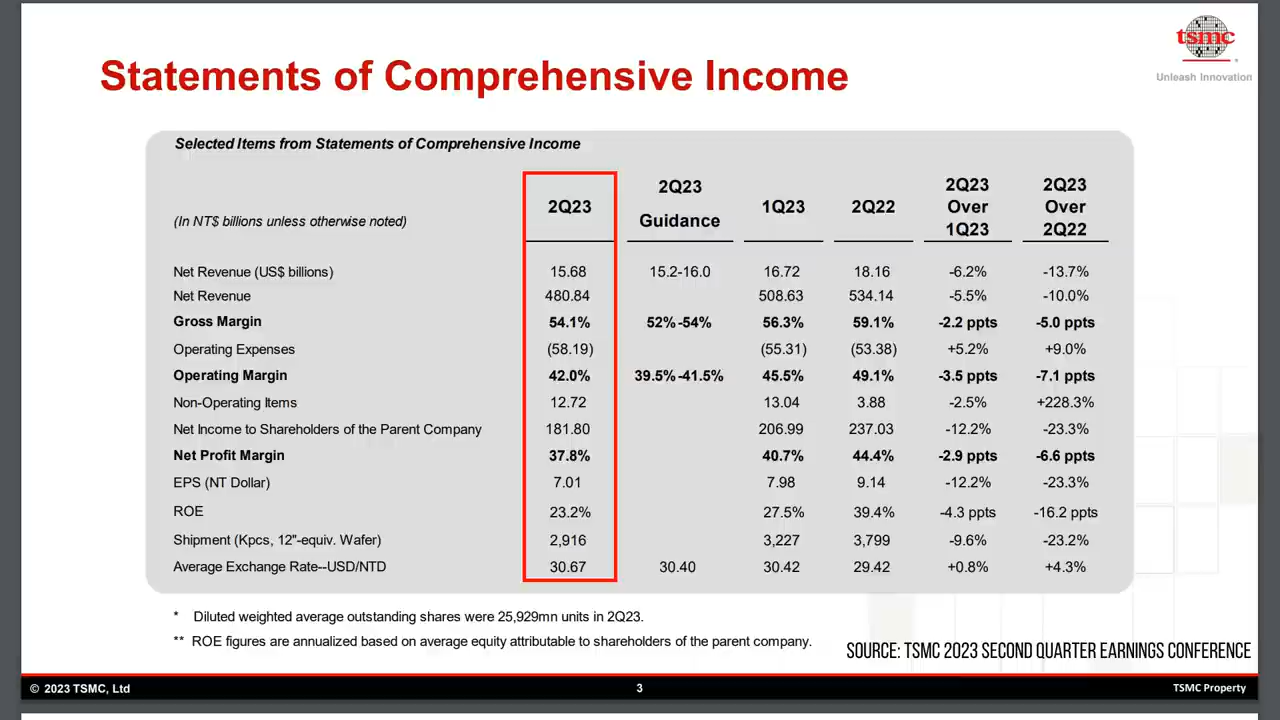 tsmc
Unleash Innovation
Statements of Comprehensive Income
Selected Items from Statements of Comprehensive Income
(In NT$ billions unless otherwise noted) 2Q23 2Q23 Guidance 1Q23 2Q22 2Q23 Over 1Q23 2Q23 Over 2Q22
Net Revenue (US$ billions) 15.68 15.2-16.0 16.72 18.16 -6.2% -13.7%
Net Revenue 480.84 508.63 534.14 -5.5% -10.0%
Gross Margin 54.1% 52%-54% 56.3% 59.1% -2.2 ppts -5.0 ppts
Operating Expenses (58.19) (55.31) (53.38) +5.2% +9.0%
Operating Margin 42.0% 39.5%-41.5% 45.5% 49.1% -3.5 ppts -7.1 ppts
Non-Operating Items 12.72 13.04 3.88 -2.5% +228.3%
Net Income to Shareholders of the Parent Company 181.80 206.99 237.03 -12.2% -23.3%
Net Profit Margin 37.8% 40.7% 44.4% -2.9 ppts -6.6 ppts
EPS (NT Dollar) 7.01 7.98 9.14 -12.2% -23.3%
ROE 23.2% 27.5% 39.4% -4.3 ppts -16.2 ppts
Shipment (Kpcs, 12"-equiv. Wafer) 2,916 3,227 3,799 -9.6% -23.2%
Average Exchange Rate--USD/NTD 30.67 30.40 30.42 29.42 +0.8% +4.3%
* Diluted weighted average outstanding shares were 25,929mn units in 2Q23.
** ROE figures are annualized based on average equity attributable to shareholders of the parent company.
SOURCE: TSMC 2023 SECOND QUARTER EARNINGS CONFERENCE
© 2023 TSMC, Ltd 3 TSMC Property